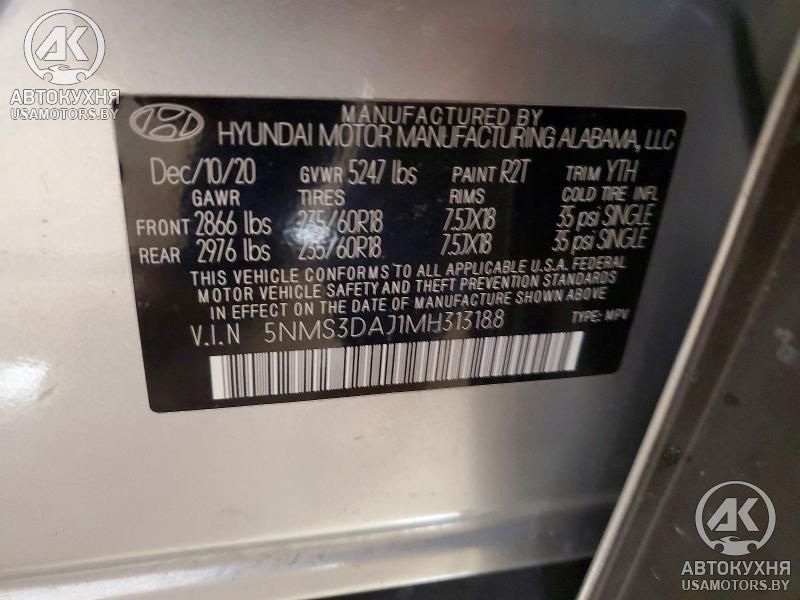 AK
АВТОКУХНЯ
USAMOTORS.BY
MANUFACTURED BY
HYUNDAI MOTOR MANUFACTURING ALABAMA, LLC
Dec/10/20 GVWR 5247 lbs PAINT R2T TRIM YTH
GAWR TIRES RIMS COLD TIRE INFL
FRONT 2866 lbs 235/60R18 7.5JX18 35 psi SINGLE
REAR 2976 lbs 235/60R18 7.5JX18 35 psi SINGLE
THIS VEHICLE CONFORMS TO ALL APPLICABLE U.S.A. FEDERAL
MOTOR VEHICLE SAFETY AND THEFT PREVENTION STANDARDS
IN EFFECT ON THE DATE OF MANUFACTURE SHOWN ABOVE
V.I.N 5NMS3DAJ1MH313188 TYPE: MPV
AK
АВТОКУХНЯ
USAMOTORS.BY